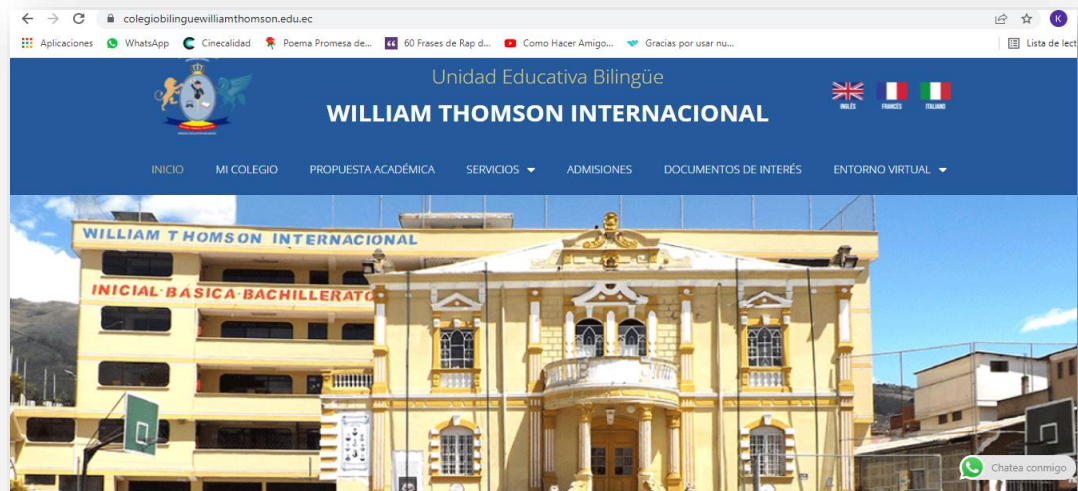 colegiobilinguewilliamthomson.edu.ec
K
Aplicaciones WhatsApp Cinecalidad Poema Promesa de... 60 Frases de Rap d... Como Hacer Amigo... Gracias por usar nu... Lista de lect
Unidad Educativa Bilingüe
WILLIAM THOMSON INTERNACIONAL
INGLÉS FRANCÉS ITALIANO
INICIO MI COLEGIO PROPUESTA ACADÉMICA SERVICIOS ADMISIONES DOCUMENTOS DE INTERÉS ENTORNO VIRTUAL
WILLIAM THOMSON INTERNACIONAL
INICIAL-BASICA-BACHILLERATO
Chatea conmigo